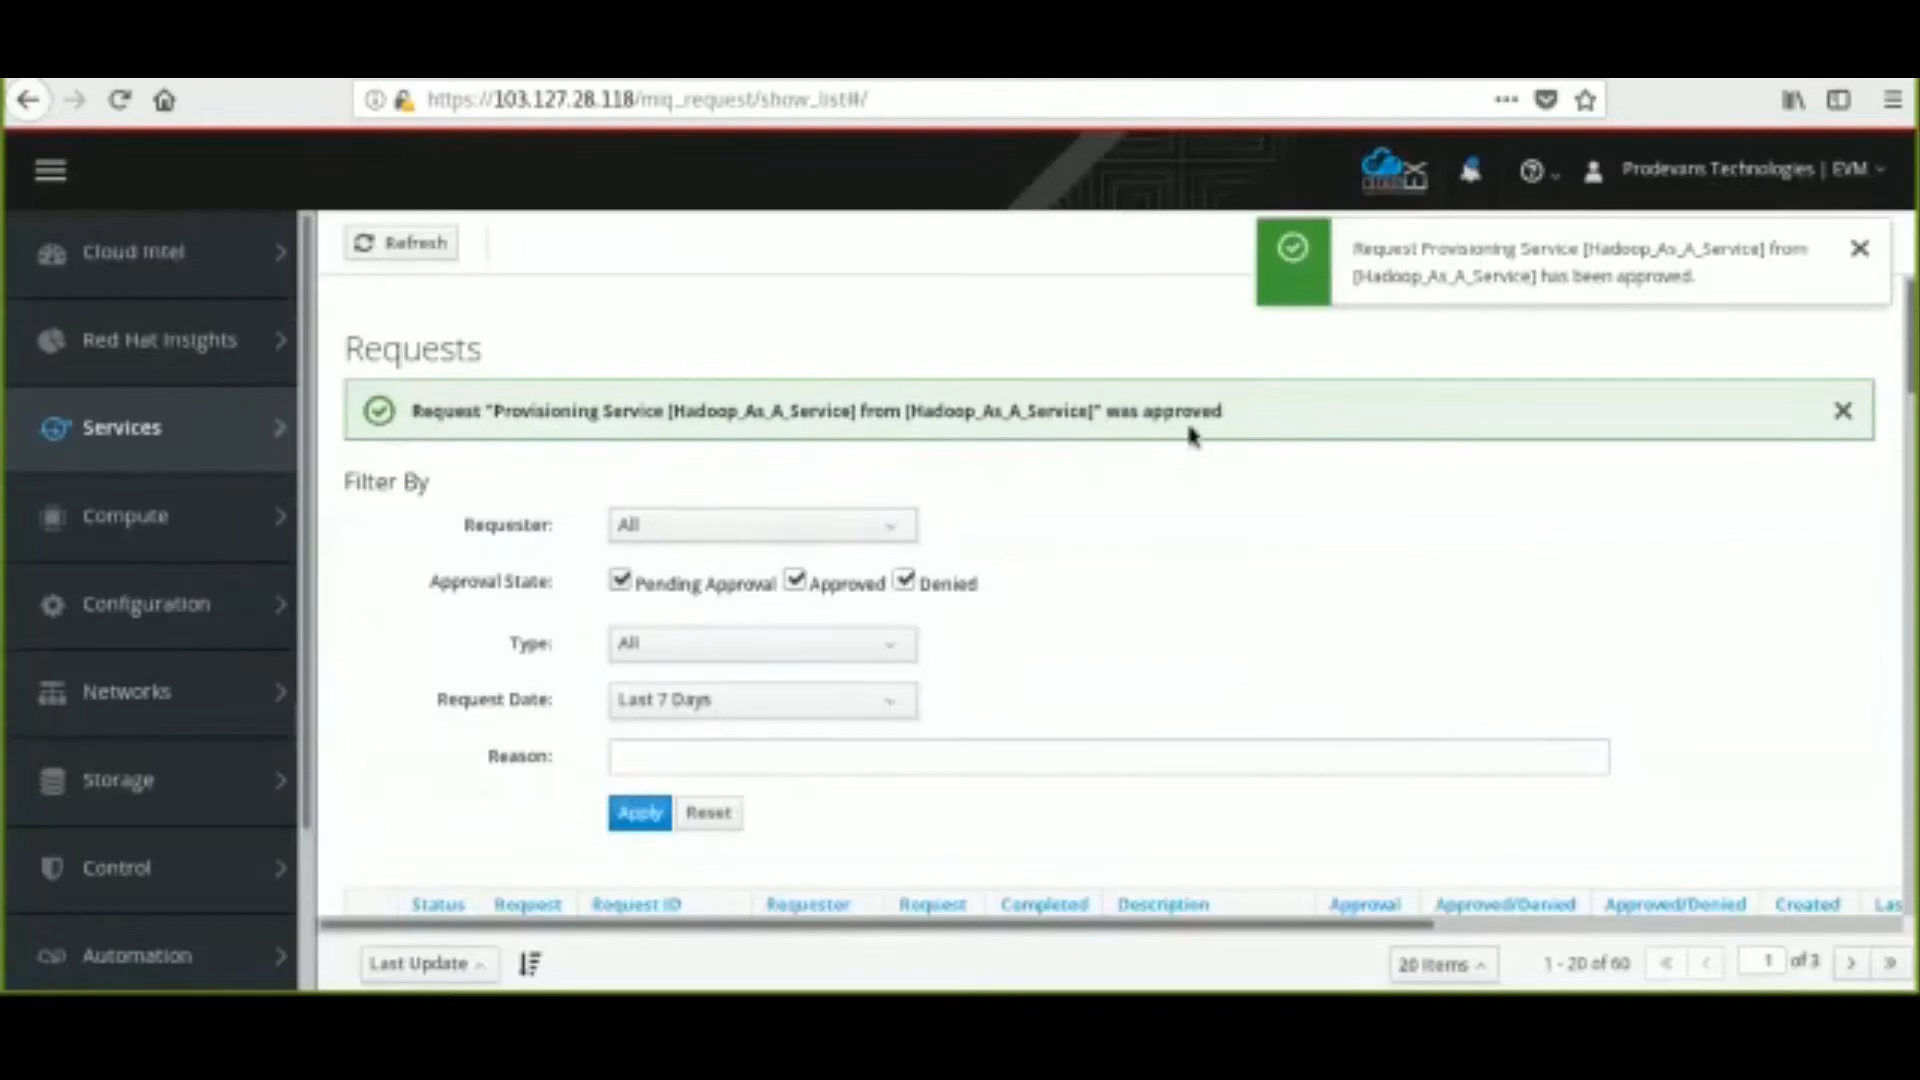 https://103.127.28.118/miq_request/show_list#/
Prodevans Technologies | EVM
Cloud Intel
Red Hat Insights
Services
Compute
Configuration
Networks
Storage
Control
Automation
Refresh
Request Provisioning Service [Hadoop_As_A_Service] from
[Hadoop_As_A_Service] has been approved.
Requests
Request "Provisioning Service [Hadoop_As_A_Service] from [Hadoop_As_A_Service]" was approved
Filter By
Requester: All
Approval State: Pending Approval Approved Denied
Type: All
Request Date: Last 7 Days
Reason:
Apply Reset
Status Request Request ID Requester Request Completed Description Approval Approved/Denied Approved/Denied Created Las
Last Update 20 Items 1 - 20 of 60 1 of 3